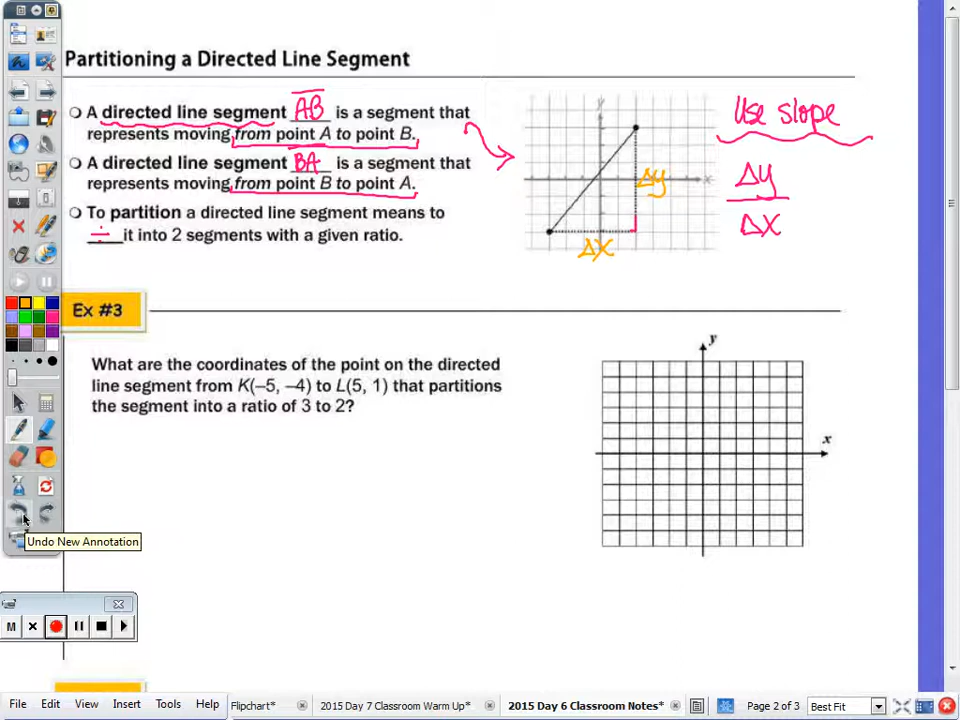 Partitioning a Directed Line Segment
A directed line segment AB is a segment that
represents moving from point A to point B.
A directed line segment BA is a segment that
represents moving from point B to point A.
To partition a directed line segment means to
÷ it into 2 segments with a given ratio.
y
x
Δy
Δx
Use slope
Δy
Δx
Ex #3
What are the coordinates of the point on the directed
line segment from K(–5, –4) to L(5, 1) that partitions
the segment into a ratio of 3 to 2?
y
x
Undo New Annotation
M
File Edit View Insert Tools Help Flipchart* 2015 Day 7 Classroom Warm Up* 2015 Day 6 Classroom Notes* Page 2 of 3 Best Fit